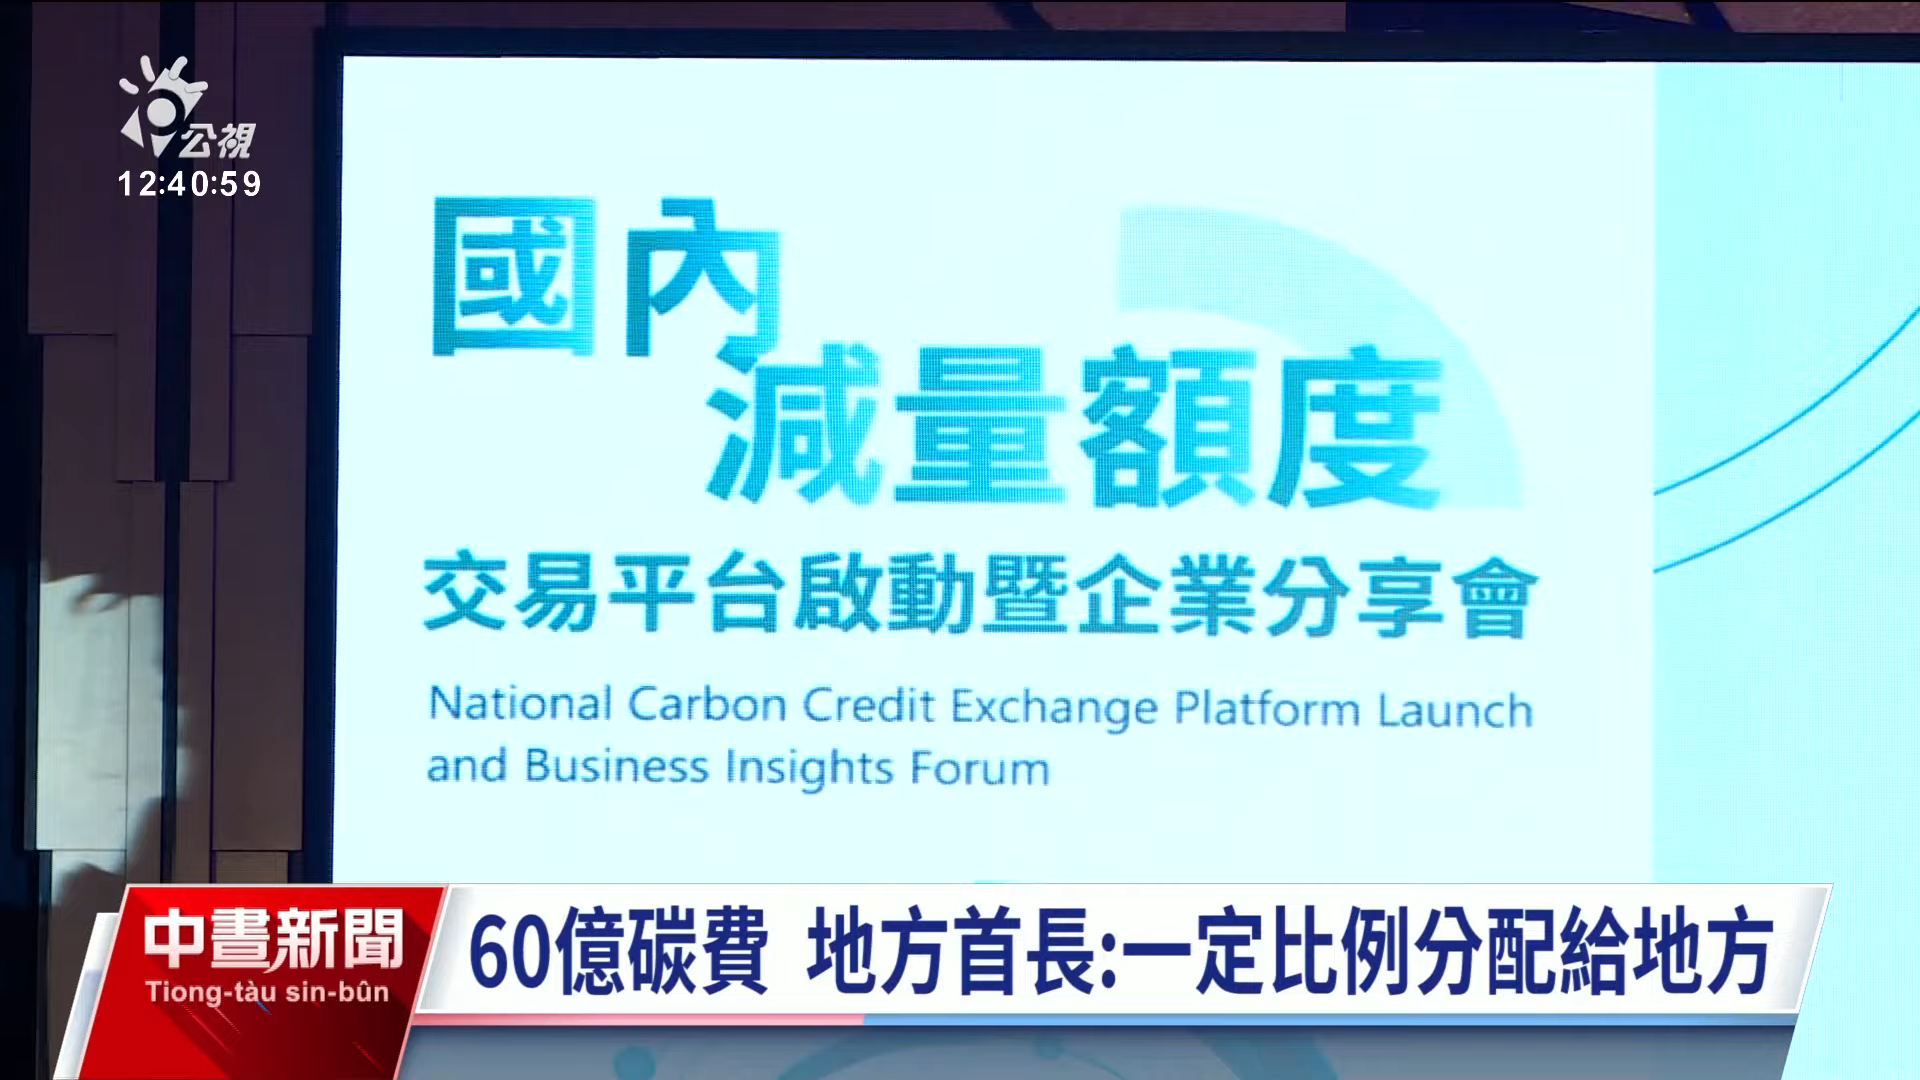 公視
12:40:59
國內
減量額度
交易平台啟動暨企業分享會
National Carbon Credit Exchange Platform Launch
and Business Insights Forum
中晝新聞
Tiong-tàu sin-bûn
60億碳費 地方首長:一定比例分配給地方